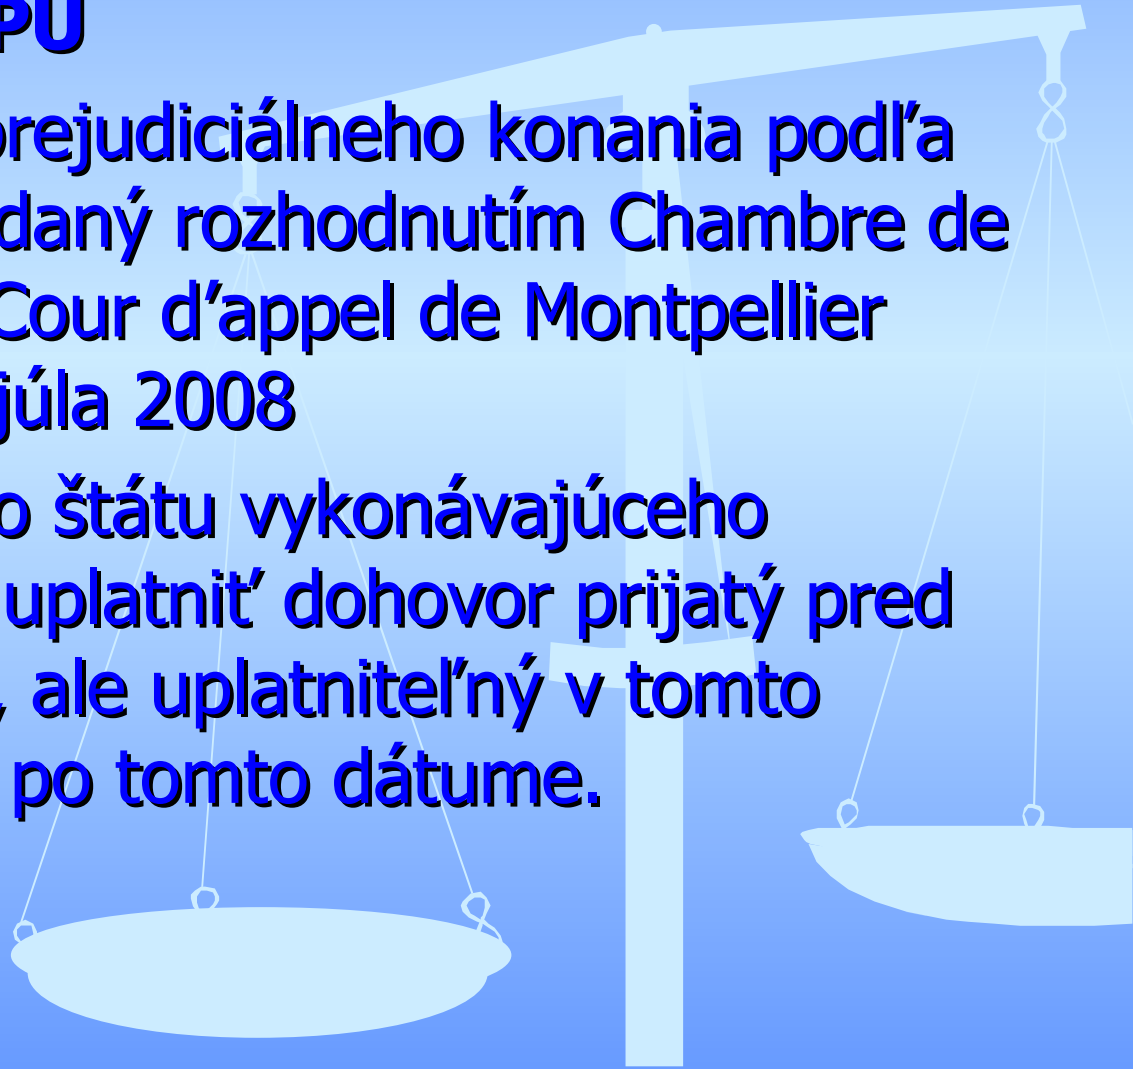 PU
prejudiciálneho konania podľa
daný rozhodnutím Chambre de
Cour d’appel de Montpellier
júla 2008
o štátu vykonávajúceho
uplatniť dohovor prijatý pred
, ale uplatniteľný v tomto
po tomto dátume.